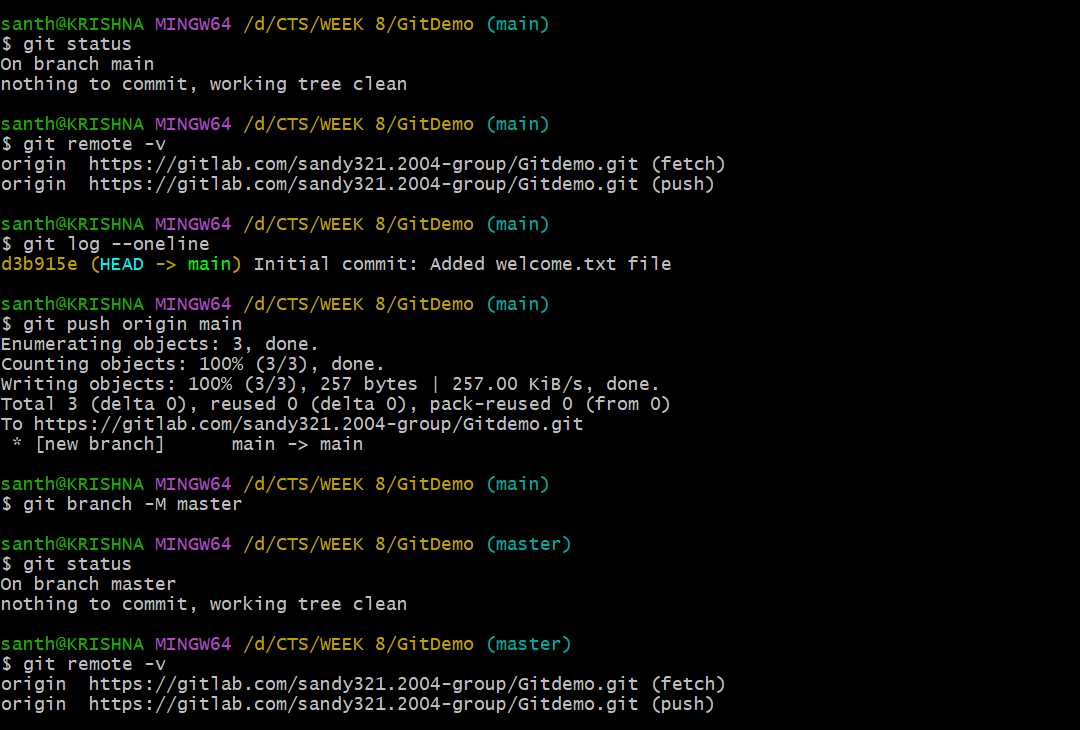 santh@KRISHNA MINGW64 /d/CTS/WEEK 8/GitDemo (main)
$ git status
On branch main
nothing to commit, working tree clean
santh@KRISHNA MINGW64 /d/CTS/WEEK 8/GitDemo (main)
$ git remote -v
origin  https://gitlab.com/sandy321.2004-group/Gitdemo.git (fetch)
origin  https://gitlab.com/sandy321.2004-group/Gitdemo.git (push)
santh@KRISHNA MINGW64 /d/CTS/WEEK 8/GitDemo (main)
$ git log --oneline
d3b915e (HEAD -> main) Initial commit: Added welcome.txt file
santh@KRISHNA MINGW64 /d/CTS/WEEK 8/GitDemo (main)
$ git push origin main
Enumerating objects: 3, done.
Counting objects: 100% (3/3), done.
Writing objects: 100% (3/3), 257 bytes | 257.00 KiB/s, done.
Total 3 (delta 0), reused 0 (delta 0), pack-reused 0 (from 0)
To https://gitlab.com/sandy321.2004-group/Gitdemo.git
 * [new branch]      main -> main
santh@KRISHNA MINGW64 /d/CTS/WEEK 8/GitDemo (main)
$ git branch -M master
santh@KRISHNA MINGW64 /d/CTS/WEEK 8/GitDemo (master)
$ git status
On branch master
nothing to commit, working tree clean
santh@KRISHNA MINGW64 /d/CTS/WEEK 8/GitDemo (master)
$ git remote -v
origin  https://gitlab.com/sandy321.2004-group/Gitdemo.git (fetch)
origin  https://gitlab.com/sandy321.2004-group/Gitdemo.git (push)